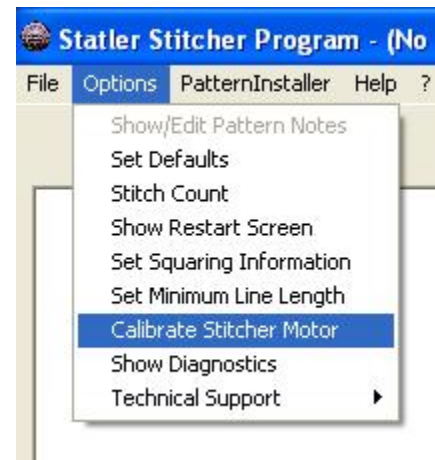 Statler Stitcher Program - (No
File Options PatternInstaller Help ?
Show/Edit Pattern Notes
Set Defaults
Stitch Count
Show Restart Screen
Set Squaring Information
Set Minimum Line Length
Calibrate Stitcher Motor
Show Diagnostics
Technical Support